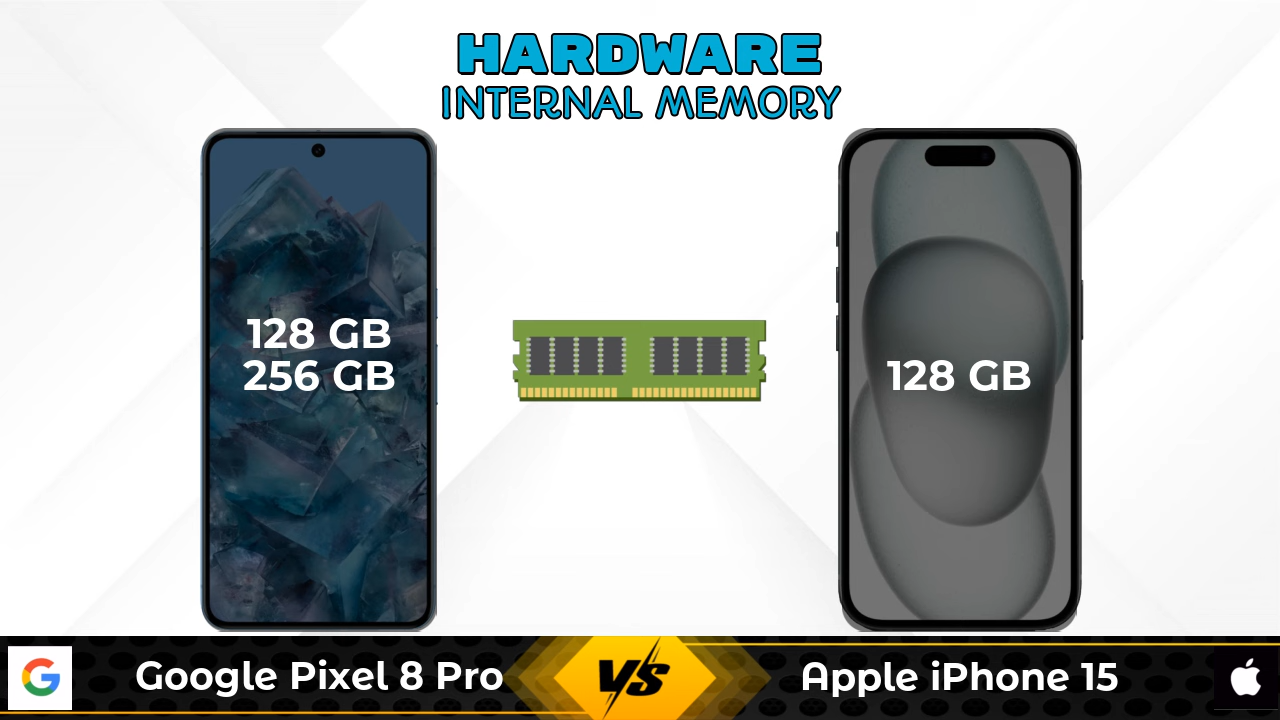 HARDWARE
INTERNAL MEMORY
128 GB
256 GB
128 GB
Google Pixel 8 Pro
VS
Apple iPhone 15